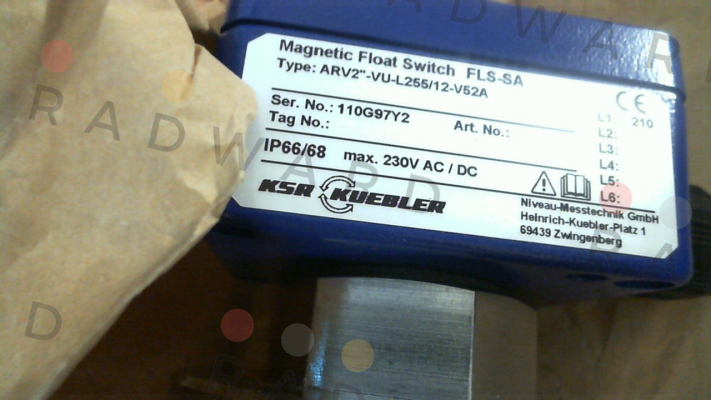 Magnetic Float Switch FLS-SA
Type: ARV2"-VU-L255/12-V52A
CE
Ser. No.: 110G97Y2
Tag No.:
Art. No.:
L1: 210
L2:
L3:
L4:
L5:
L6:
IP66/68 max. 230V AC / DC
KSR KUEBLER
Niveau-Messtechnik GmbH
Heinrich-Kuebler-Platz 1
69439 Zwingenberg
RADWARD
RADWARD